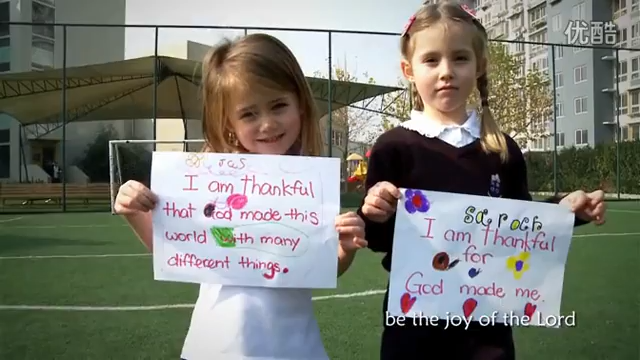 优酷
I am thankful
that God made this
world with many
different things.
Sarah
I am thankful
for
God made me.
be the joy of the Lord